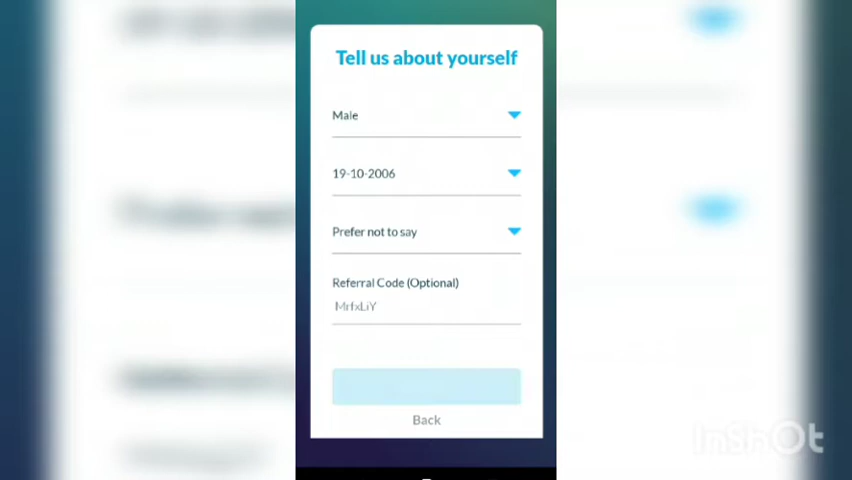 Tell us about yourself
Male
19-10-2006
Prefer not to say
Referral Code (Optional)
MrfxLiY
Back
InShOt